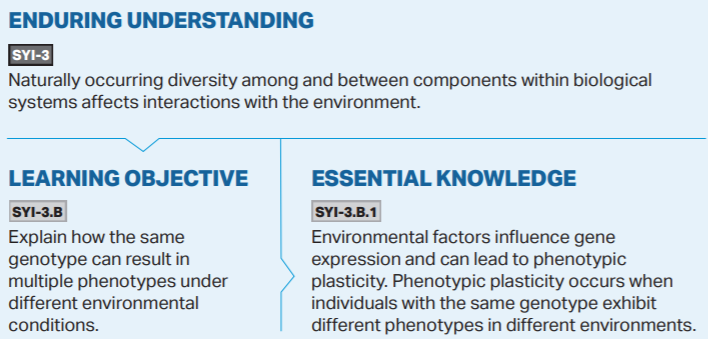 ENDURING UNDERSTANDING
SYI-3
Naturally occurring diversity among and between components within biological
systems affects interactions with the environment.
LEARNING OBJECTIVE
SYI-3.B
Explain how the same
genotype can result in
multiple phenotypes under
different environmental
conditions.
ESSENTIAL KNOWLEDGE
SYI-3.B.1
Environmental factors influence gene
expression and can lead to phenotypic
plasticity. Phenotypic plasticity occurs when
individuals with the same genotype exhibit
different phenotypes in different environments.